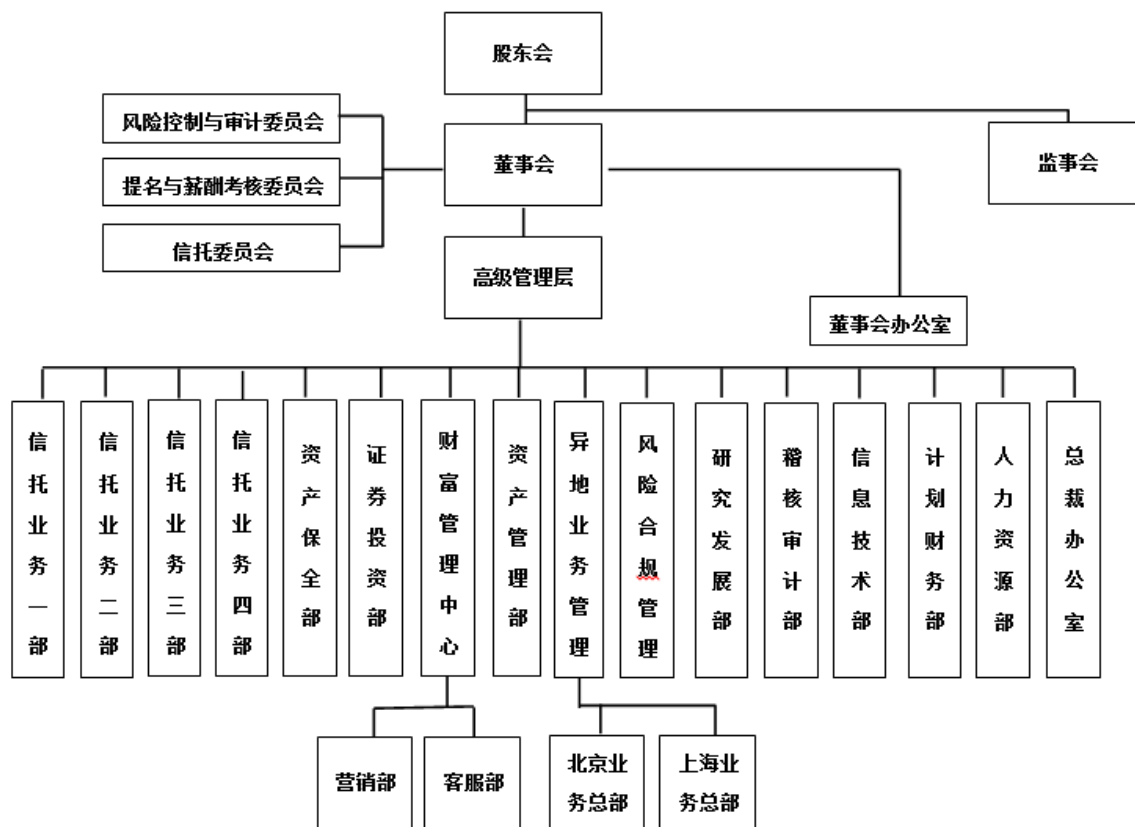 股东会
风险控制与审计委员会
董事会
监事会
提名与薪酬考核委员会
信托委员会
高级管理层
董事会办公室
信托业务一部
信托业务二部
信托业务三部
信托业务四部
资产保全部
证券投资部
财富管理中心
资产管理部
异地业务管理
风险合规管理
研究发展部
稽核审计部
信息技术部
计划财务部
人力资源部
总裁办公室
营销部
客服部
北京业
务总部
上海业
务总部